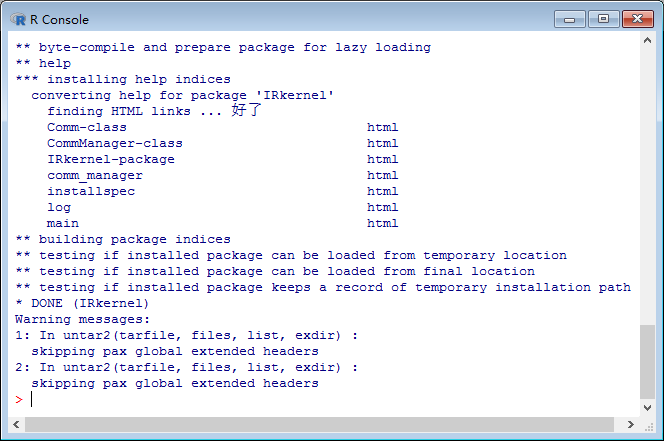 R Console
** byte-compile and prepare package for lazy loading
** help
*** installing help indices
  converting help for package 'IRkernel'
    finding HTML links ... 好了
    Comm-class                              html
    CommManager-class                       html
    IRkernel-package                        html
    comm_manager                            html
    installspec                             html
    log                                     html
    main                                    html
** building package indices
** testing if installed package can be loaded from temporary location
** testing if installed package can be loaded from final location
** testing if installed package keeps a record of temporary installation path
* DONE (IRkernel)
Warning messages:
1: In untar2(tarfile, files, list, exdir) :
  skipping pax global extended headers
2: In untar2(tarfile, files, list, exdir) :
  skipping pax global extended headers
>